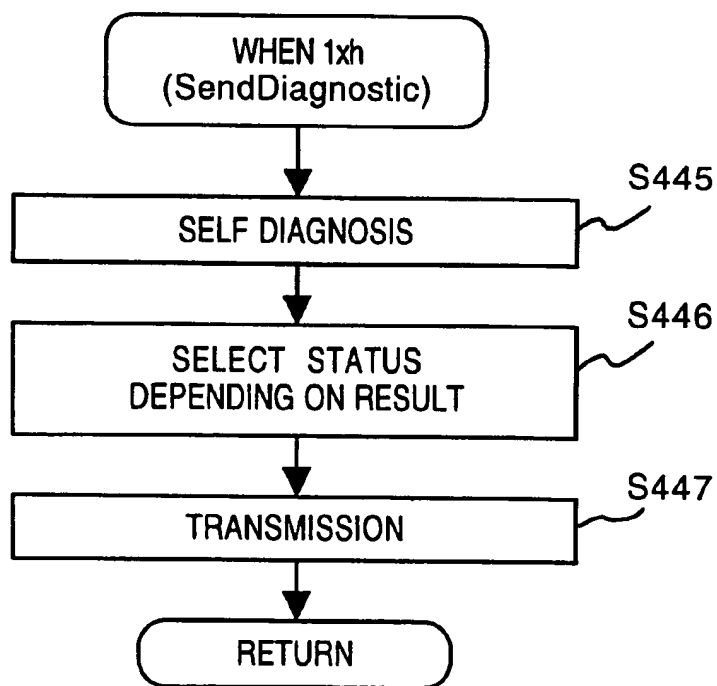 WHEN 1xh
(SendDiagnostic)
S445
SELF DIAGNOSIS
S446
SELECT STATUS
DEPENDING ON RESULT
S447
TRANSMISSION
RETURN